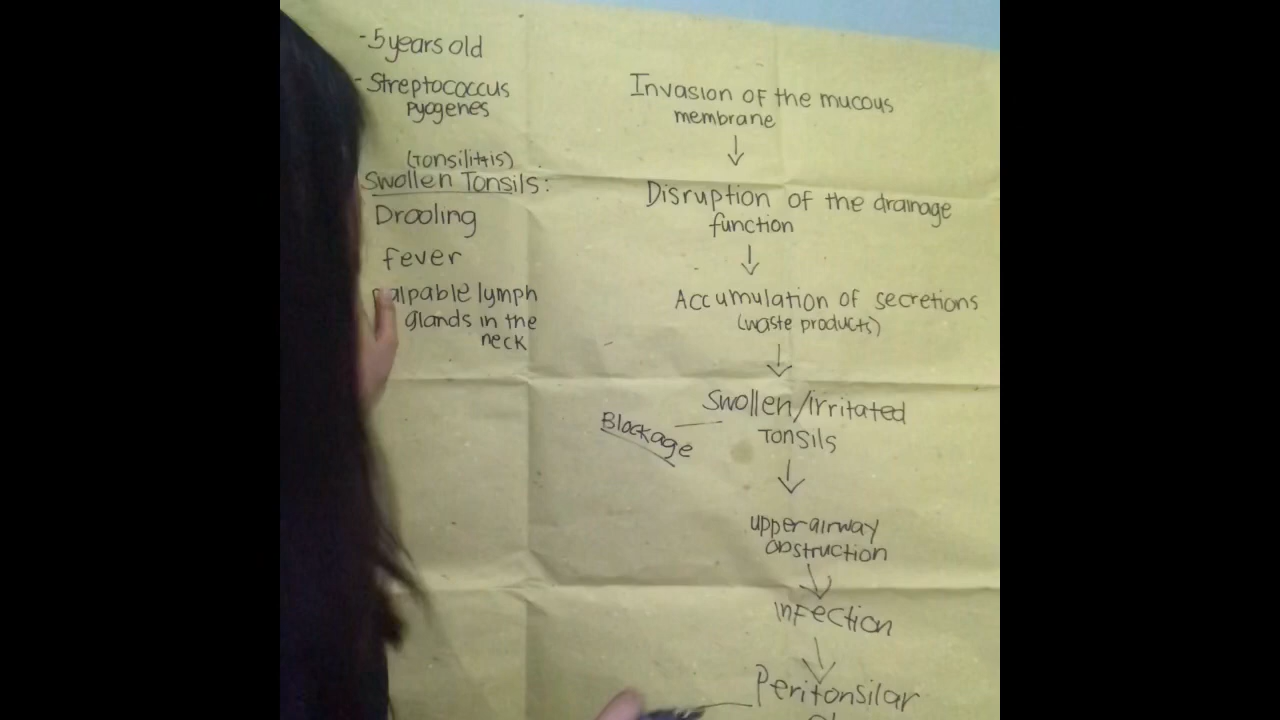 - 5 years old
- Streptococcus
pyogenes
(Tonsilitis)
Swollen Tonsils:
Drooling
fever
palpable lymph
glands in the
neck
Invasion of the mucous
membrane
↓
Disruption of the drainage
function
↓
Accumulation of secretions
(waste products)
↓
Swollen/irritated
Tonsils
Blockage
↓
upper airway
obstruction
↓
infection
↓
Peritonsilar